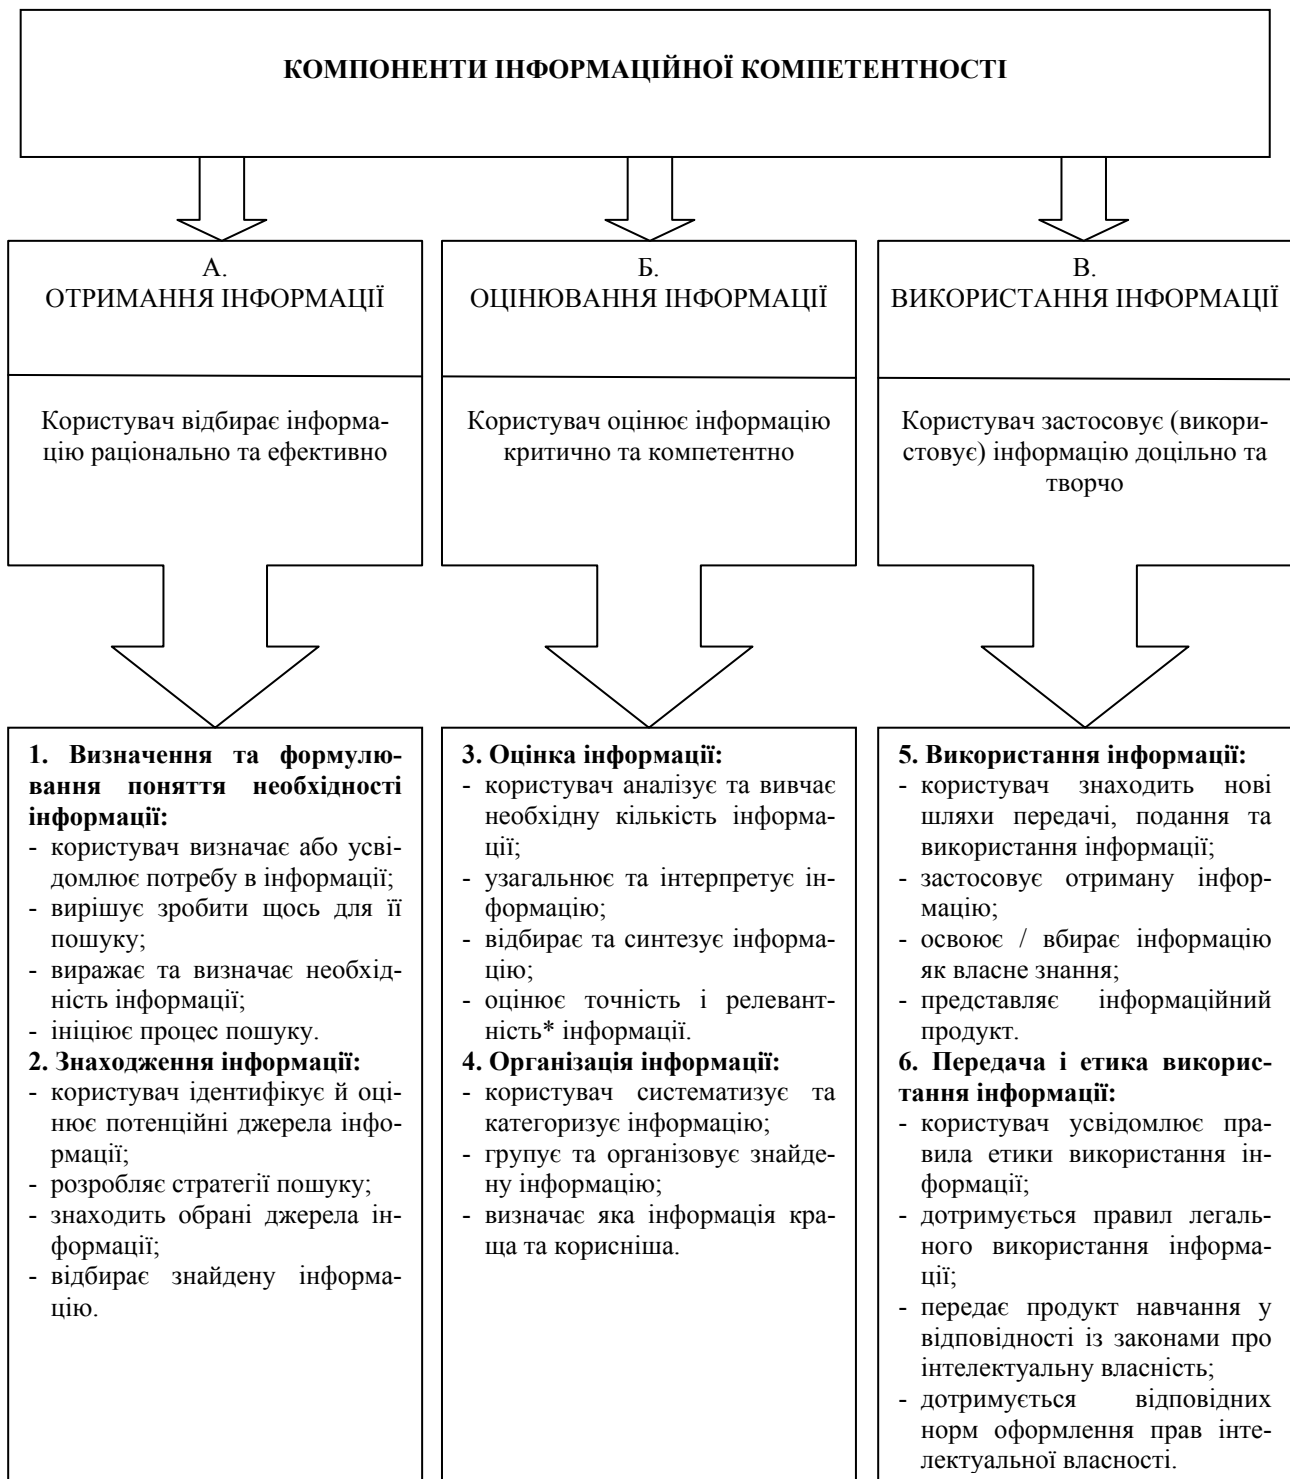 КОМПОНЕНТИ ІНФОРМАЦІЙНОЇ КОМПЕТЕНТНОСТІ
А.
ОТРИМАННЯ ІНФОРМАЦІЇ
Користувач відбирає інформа-
цію раціонально та ефективно
1. Визначення та формулю-
вання поняття необхідності
інформації:
- користувач визначає або усві-
домлює потребу в інформації;
- вирішує зробити щось для її
пошуку;
- виражає та визначає необхід-
ність інформації;
- ініціює процес пошуку.
2. Знаходження інформації:
- користувач ідентифікує й оці-
нює потенційні джерела інфо-
рмації;
- розробляє стратегії пошуку;
- знаходить обрані джерела ін-
формації;
- відбирає знайдену інформа-
цію.
Б.
ОЦІНЮВАННЯ ІНФОРМАЦІЇ
Користувач оцінює інформацію
критично та компетентно
3. Оцінка інформації:
- користувач аналізує та вивчає
необхідну кількість інформа-
ції;
- узагальнює та інтерпретує ін-
формацію;
- відбирає та синтезує інформа-
цію;
- оцінює точність і релевант-
ність* інформації.
4. Організація інформації:
- користувач систематизує та
категоризує інформацію;
- групує та організовує знайде-
ну інформацію;
- визначає яка інформація кра-
ща та корисніша.
В.
ВИКОРИСТАННЯ ІНФОРМАЦІЇ
Користувач застосовує (викори-
стовує) інформацію доцільно та
творчо
5. Використання інформації:
- користувач знаходить нові
шляхи передачі, подання та
використання інформації;
- застосовує отриману інфор-
мацію;
- освоює / вбирає інформацію
як власне знання;
- представляє інформаційний
продукт.
6. Передача і етика викорис-
тання інформації:
- користувач усвідомлює пра-
вила етики використання ін-
формації;
- дотримується правил легаль-
ного використання інформа-
ції;
- передає продукт навчання у
відповідності із законами про
інтелектуальну власність;
- дотримується відповідних
норм оформлення прав інте-
лектуальної власності.